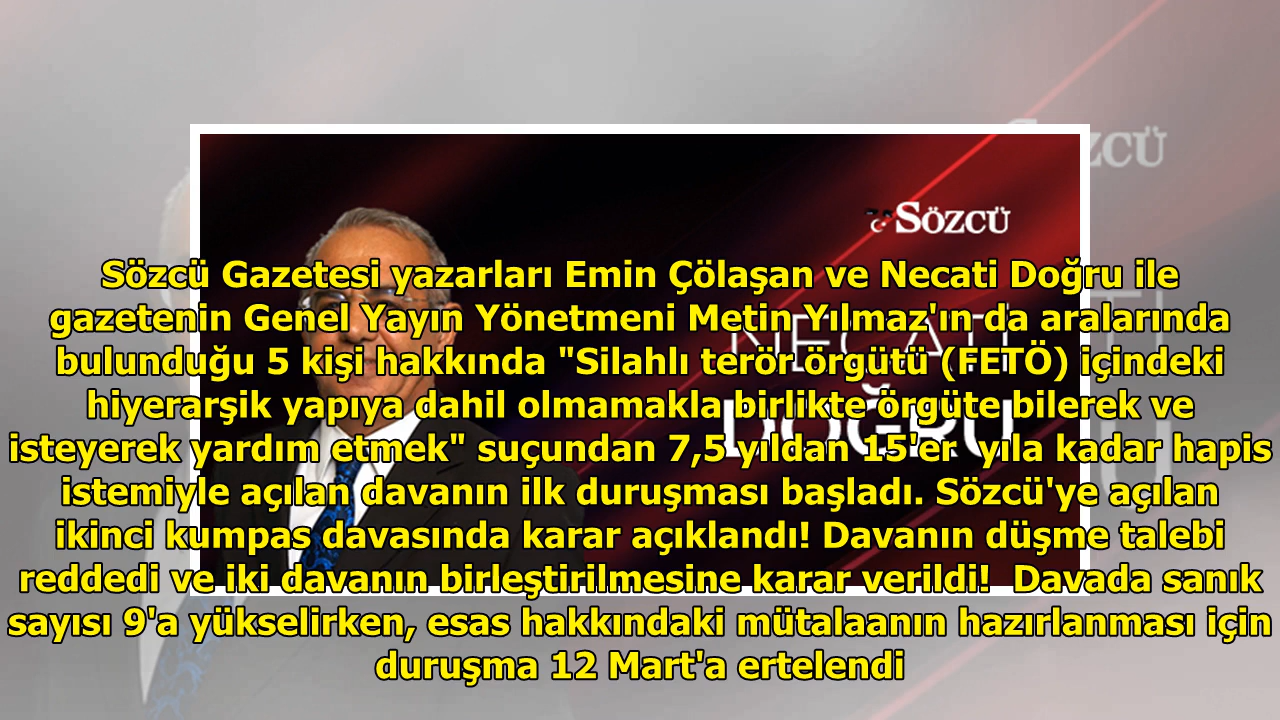 SÖZCÜ
SÖZCÜ
NECATİ
DOĞRU
Sözcü Gazetesi yazarları Emin Çölaşan ve Necati Doğru ile
gazetenin Genel Yayın Yönetmeni Metin Yılmaz'ın da aralarında
bulunduğu 5 kişi hakkında "Silahlı terör örgütü (FETÖ) içindeki
hiyerarşik yapıya dahil olmamakla birlikte örgüte bilerek ve
isteyerek yardım etmek" suçundan 7,5 yıldan 15'er  yıla kadar hapis
istemiyle açılan davanın ilk duruşması başladı. Sözcü'ye açılan
ikinci kumpas davasında karar açıklandı! Davanın düşme talebi
reddedi ve iki davanın birleştirilmesine karar verildi!  Davada sanık
sayısı 9'a yükselirken, esas hakkındaki mütalaanın hazırlanması için
duruşma 12 Mart'a ertelendi